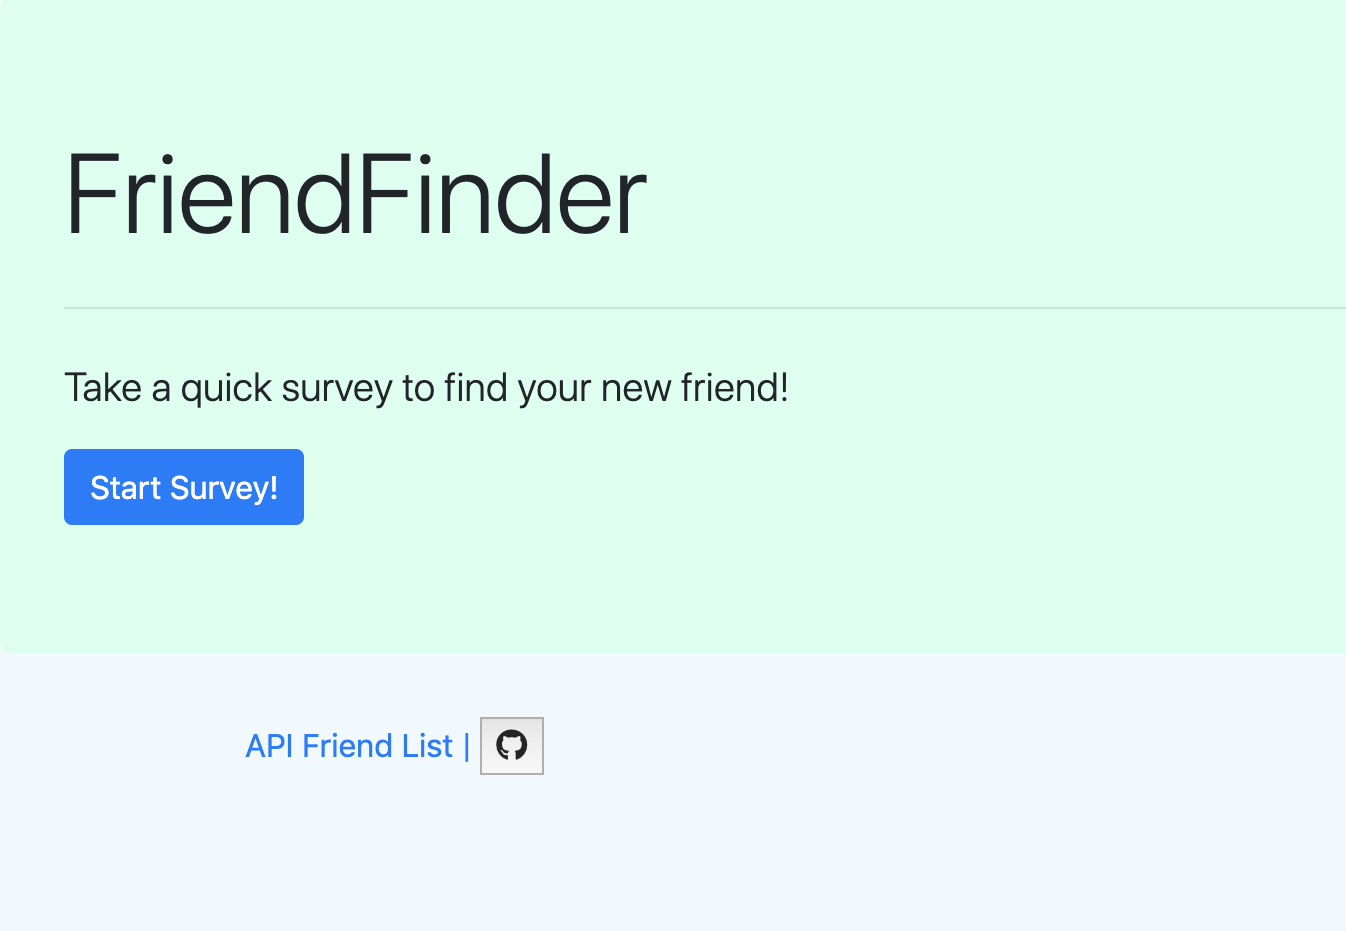 FriendFinder
Take a quick survey to find your new friend!
Start Survey!
API Friend List |